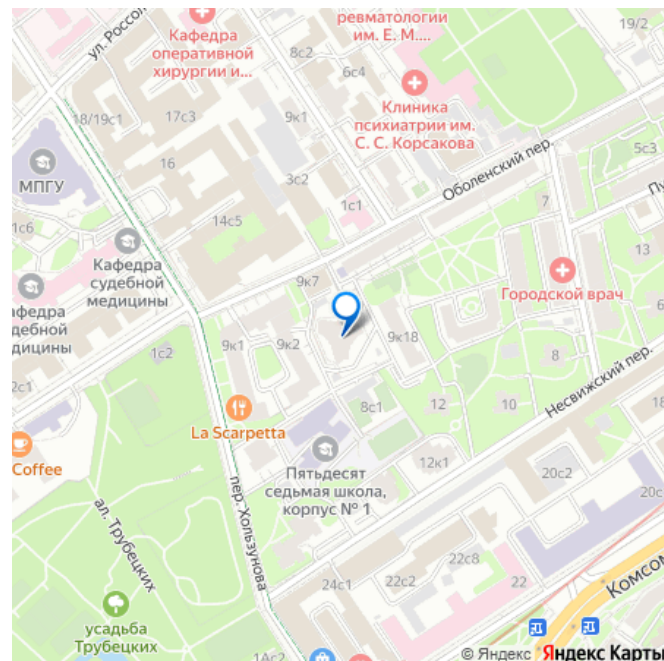 ревматологии
им. Е. М....
19/2
ул. Россол
Кафедра
оперативной
хирургии и...
8с2
6с4
18/19с1
17с3
9к1
Клиника
психиатрии им.
С. С. Корсакова
5с3
16
МПГУ
3с2
Оболенский пер.
1с1
7
14с5
13
1с6
Кафедра
судебной
медицины
9к7
Городской врач
афедра
дебной
дицины
9к1
9к2
9к18
8
1с2
2с1
12
10
Несвижский пер.
8с1
La Scarpetta
18
Coffee
Пятьдесят
седьмая школа,
корпус № 1
12к1
20с2
20с
ал. Трубецких
пер. Хользунова
22с8
24с1
22с2
22
Комсом
усадьба
Трубецких
1Ас2
© Яндекс Яндекс Карты